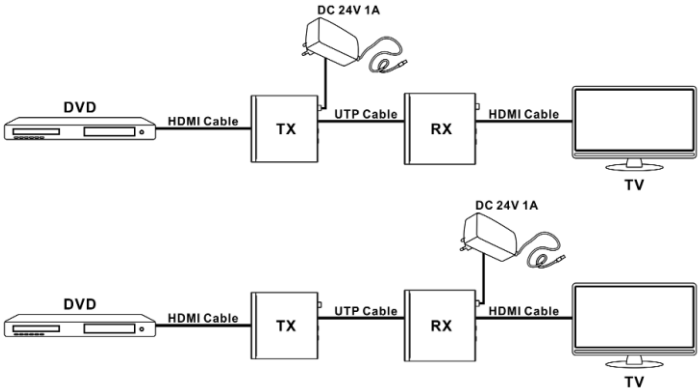 DC 24V 1A
DVD
HDMI Cable
TX
UTP Cable
RX
HDMI Cable
TV
DC 24V 1A
DVD
HDMI Cable
TX
UTP Cable
RX
HDMI Cable
TV